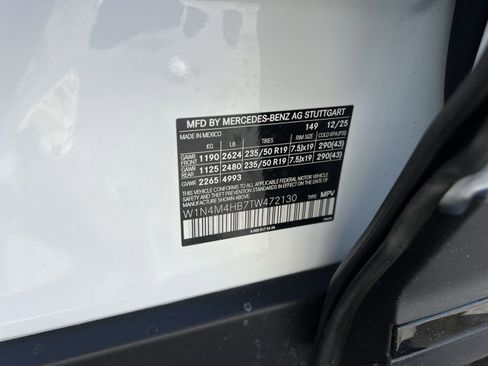 MFD BY MERCEDES-BENZ AG STUTTGART
MADE IN MEXICO 149 12/25
KG LB TIRES RIM SIZE COLD KPA (PSI)
GAWR FRONT 1190 2624 235/50 R19 7.5Jx19 290(43)
GAWR REAR 1125 2480 235/50 R19 7.5Jx19 290(43)
GVWR 2265 4993
THIS VEHICLE CONFORMS TO ALL APPLICABLE FEDERAL MOTOR VEHICLE
SAFETY AND THEFT PREVENTION STANDARDS IN EFFECT ON THE DATE OF
MANUFACTURE SHOWN ABOVE.
W1N4M4HB7TW472130 TYPE: MPV